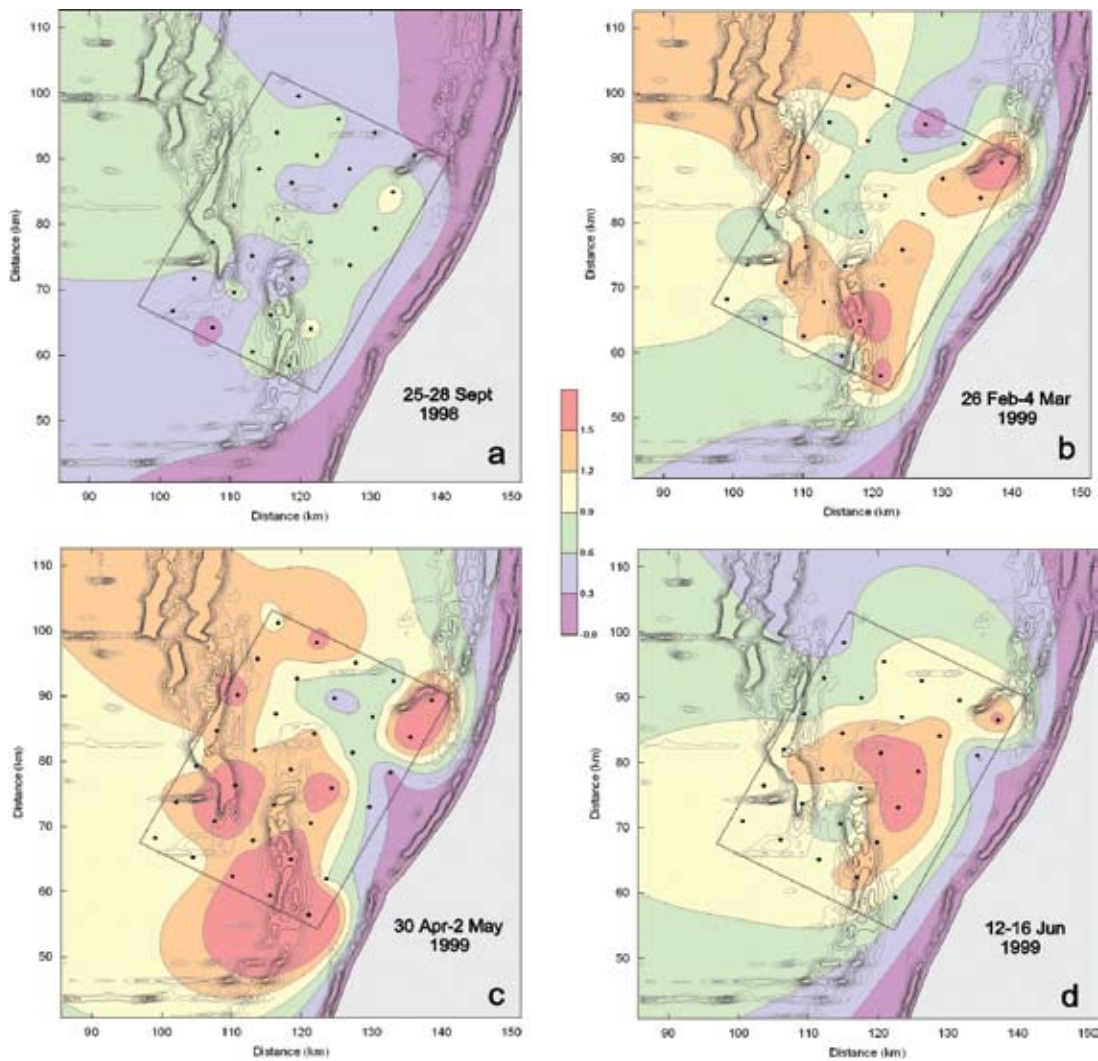 110
100
90
80
70
60
50
Distance (km)
25-28 Sept
1998
a
90 100 110 120 130 140 150
Distance (km)
110
100
90
80
70
60
50
Distance (km)
26 Feb-4 Mar
1999
b
90 100 110 120 130 140 150
Distance (km)
1.5
1.2
0.9
0.6
0.3
-0.0
110
100
90
80
70
60
50
Distance (km)
30 Apr-2 May
1999
c
90 100 110 120 130 140 150
Distance (km)
110
100
90
80
70
60
50
Distance (km)
12-16 Jun
1999
d
90 100 110 120 130 140 150
Distance (km)